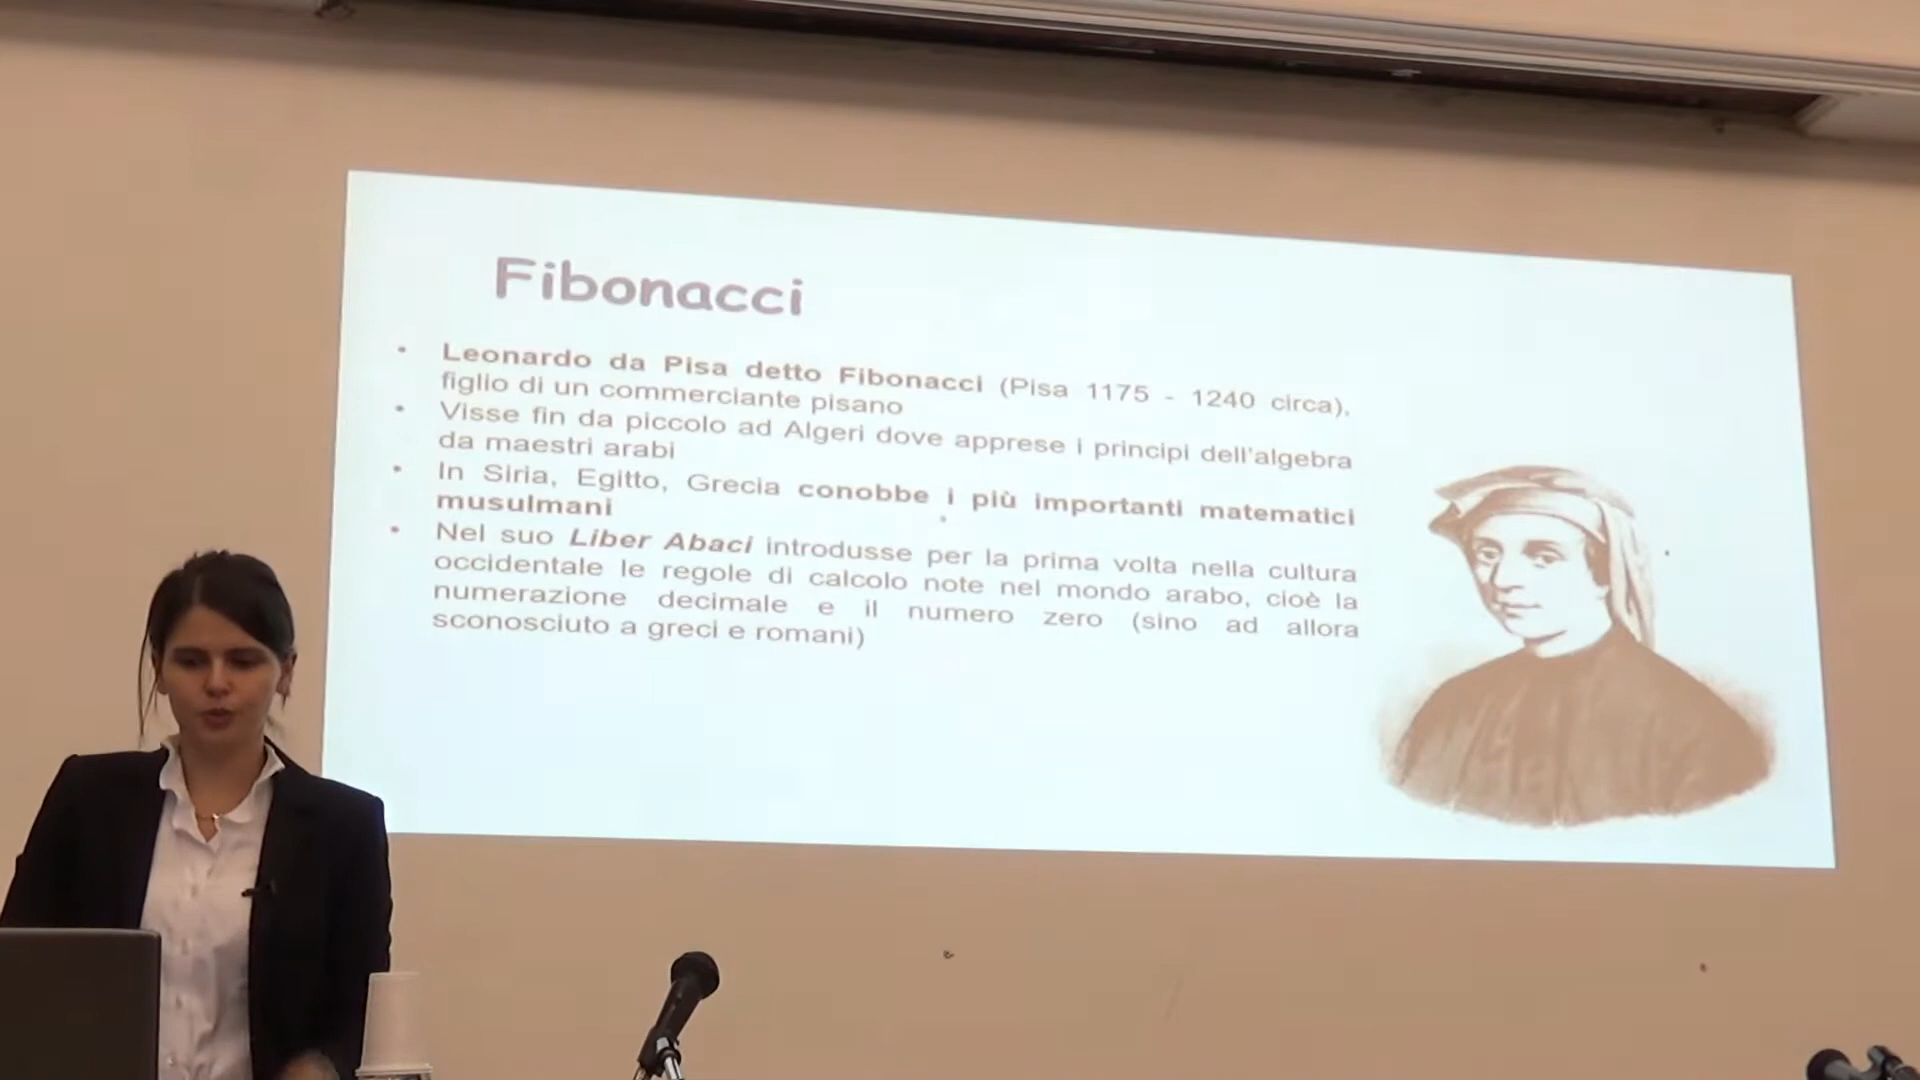 Fibonacci
• Leonardo da Pisa detto Fibonacci (Pisa 1175 - 1240 circa),
figlio di un commerciante pisano
• Visse fin da piccolo ad Algeri dove apprese i principi dell'algebra
da maestri arabi
• In Siria, Egitto, Grecia conobbe i più importanti matematici
musulmani
• Nel suo Liber Abaci introdusse per la prima volta nella cultura
occidentale le regole di calcolo note nel mondo arabo, cioè la
numerazione decimale e il numero zero (sino ad allora
sconosciuto a greci e romani)